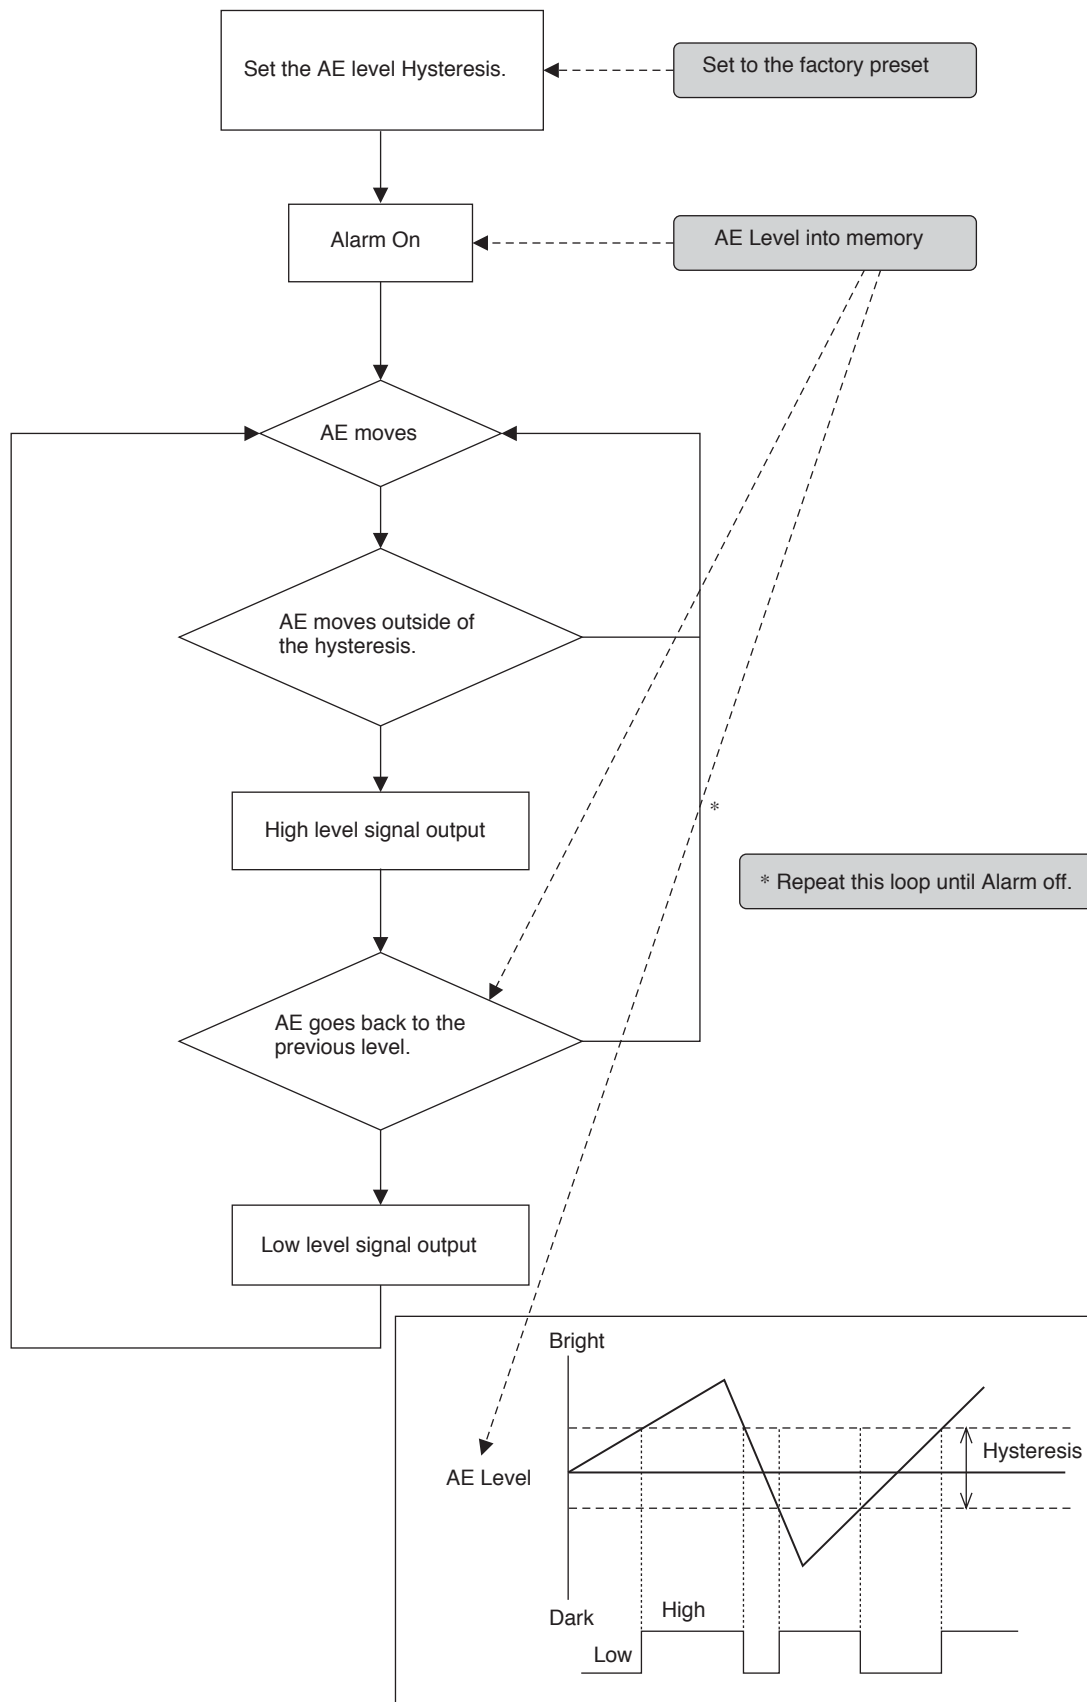 Set the AE level Hysteresis.
Set to the factory preset
Alarm On
AE Level into memory
AE moves
AE moves outside of
the hysteresis.
High level signal output
*
* Repeat this loop until Alarm off.
AE goes back to the
previous level.
Low level signal output
Bright
Hysteresis
AE Level
Dark
High
Low